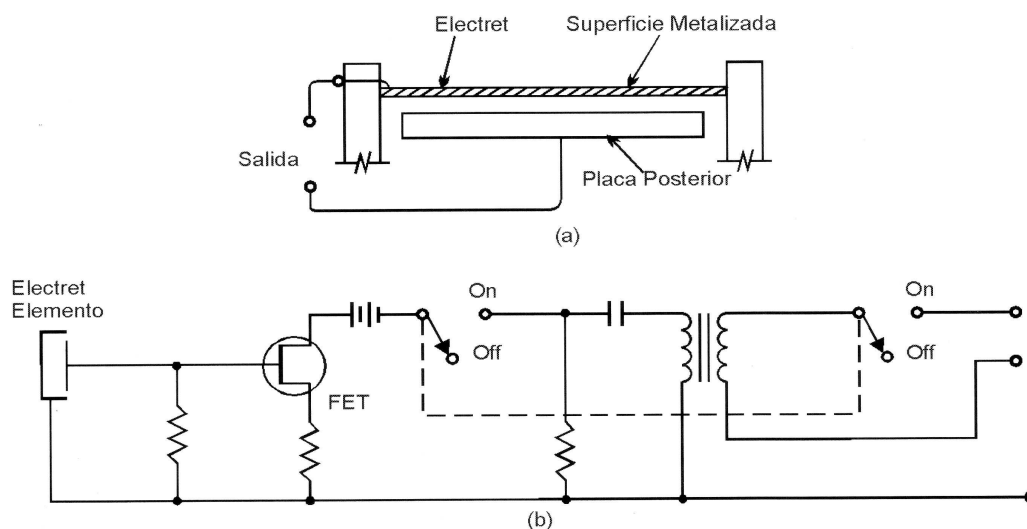 Electret
Superficie Metalizada
Salida
Placa Posterior
(a)
Electret
Elemento
On
Off
FET
On
Off
(b)